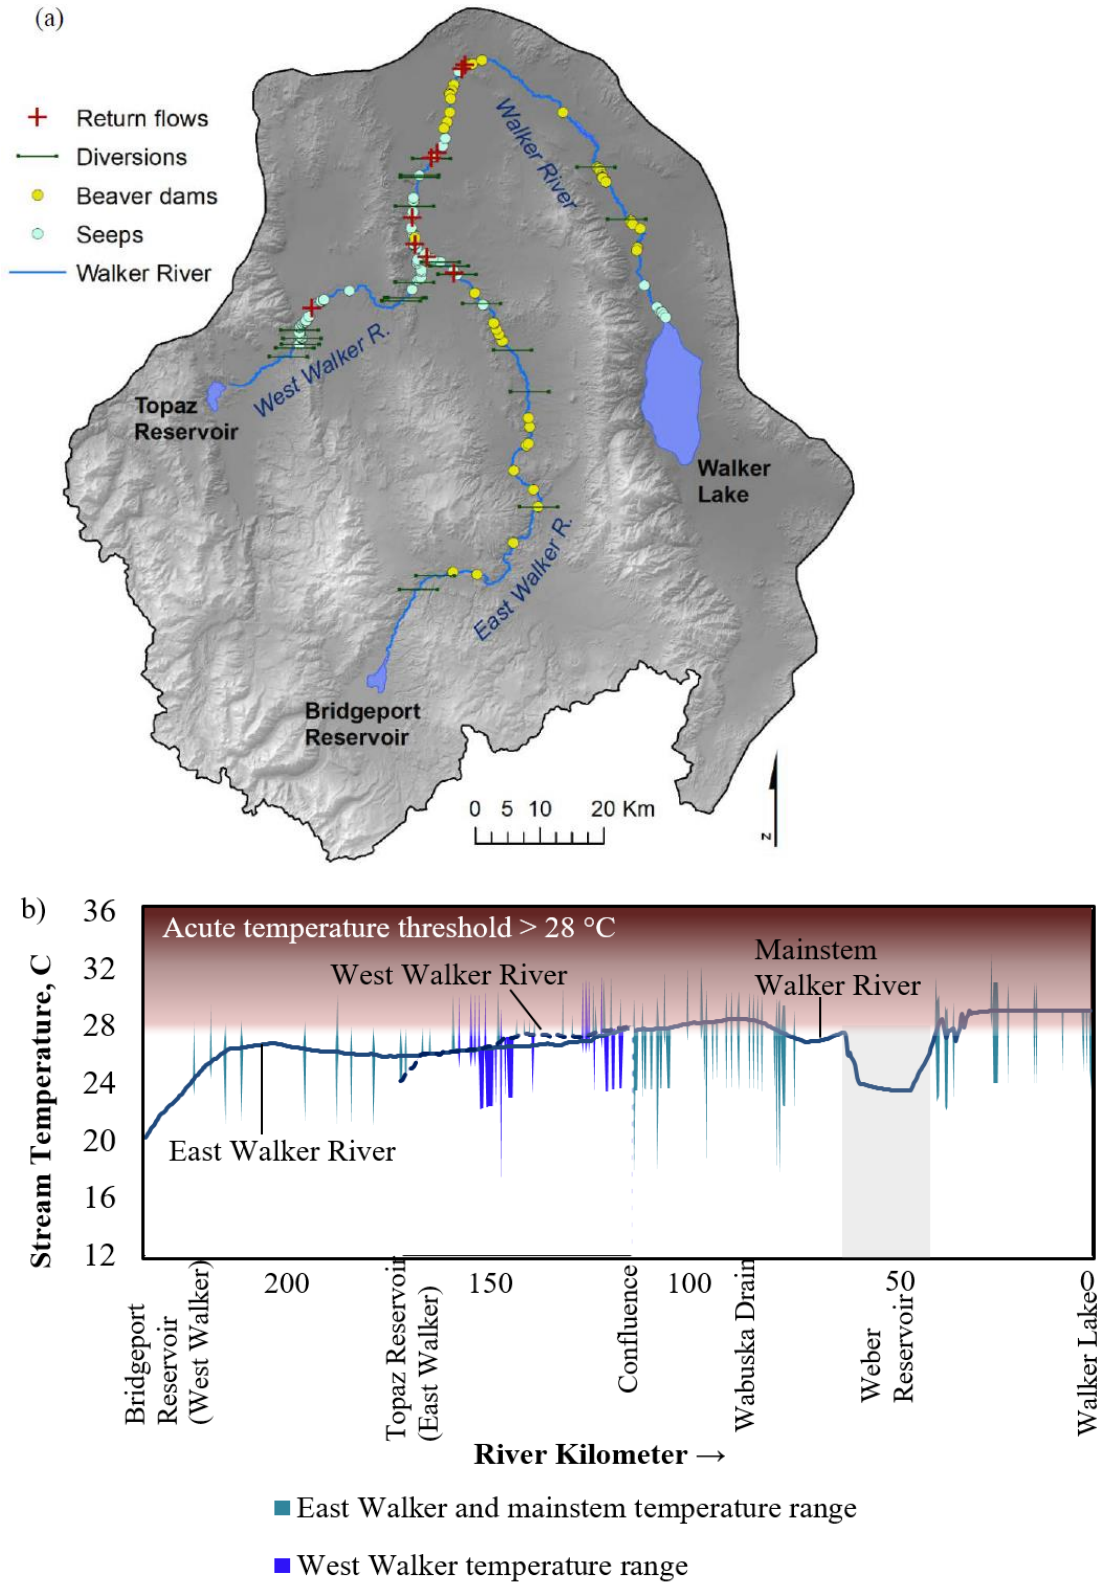 (a)
Return flows
Diversions
Beaver dams
Seeps
Walker River
Walker River
West Walker R.
Topaz
Reservoir
Walker
Lake
East Walker R.
Bridgeport
Reservoir
0 5 10 20 Km
N
b)
Acute temperature threshold > 28 °C
West Walker River
Mainstem
Walker River
East Walker River
Stream Temperature, C
36
32
28
24
20
16
12
200 150 100 50 0
Bridgeport
Reservoir
(West Walker)
Topaz Reservoir
(East Walker)
Confluence
Wabuska Drain
Weber
Reservoir
Walker Lake
River Kilometer →
East Walker and mainstem temperature range
West Walker temperature range